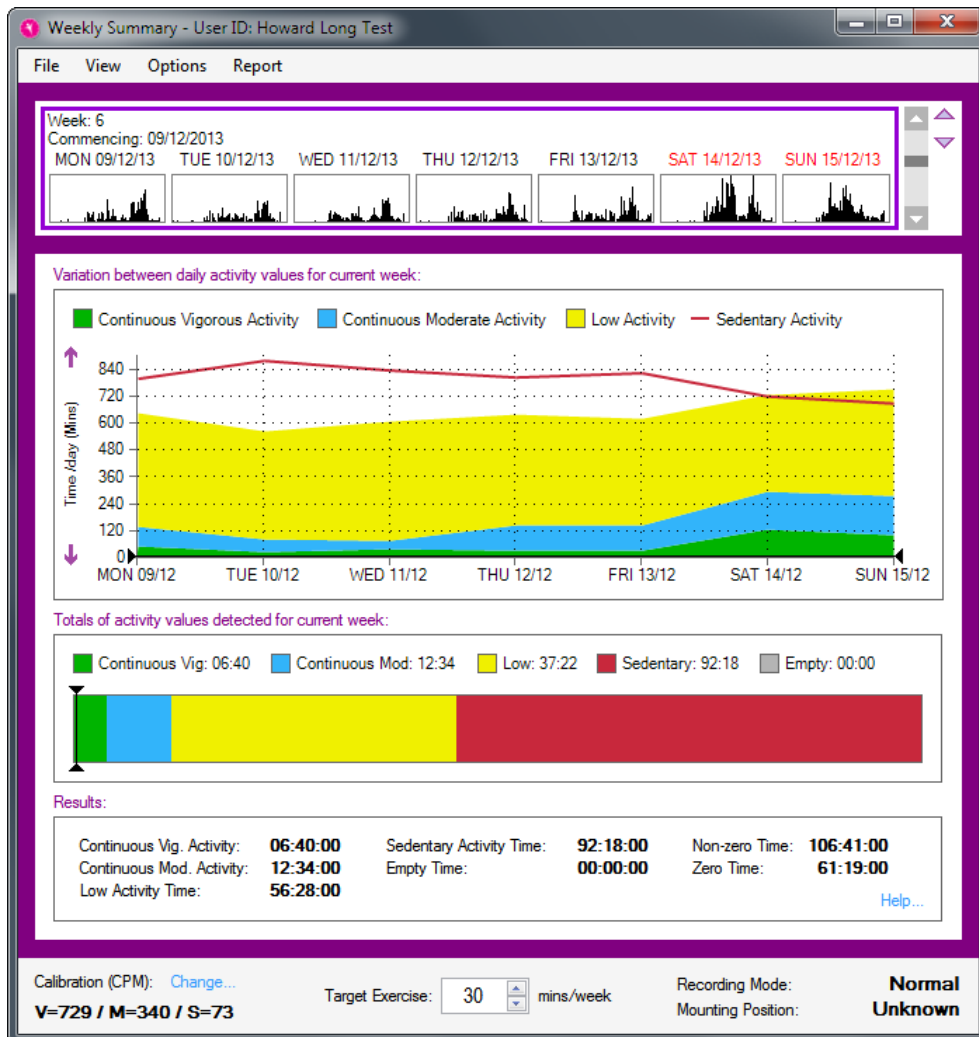 Weekly Summary - User ID: Howard Long Test
File View Options Report
Week: 6
Commencing: 09/12/2013
MON 09/12/13 TUE 10/12/13 WED 11/12/13 THU 12/12/13 FRI 13/12/13 SAT 14/12/13 SUN 15/12/13
Variation between daily activity values for current week:
Continuous Vigorous Activity Continuous Moderate Activity Low Activity Sedentary Activity
Time /day (Mins)
840
720
600
480
360
240
120
0
MON 09/12 TUE 10/12 WED 11/12 THU 12/12 FRI 13/12 SAT 14/12 SUN 15/12
Totals of activity values detected for current week:
Continuous Vig: 06:40 Continuous Mod: 12:34 Low: 37:22 Sedentary: 92:18 Empty: 00:00
Results:
Continuous Vig. Activity: 06:40:00 Sedentary Activity Time: 92:18:00 Non-zero Time: 106:41:00
Continuous Mod. Activity: 12:34:00 Empty Time: 00:00:00 Zero Time: 61:19:00
Low Activity Time: 56:28:00
Help...
Calibration (CPM): Change...
V=729 / M=340 / S=73
Target Exercise: 30 mins/week
Recording Mode: Normal
Mounting Position: Unknown